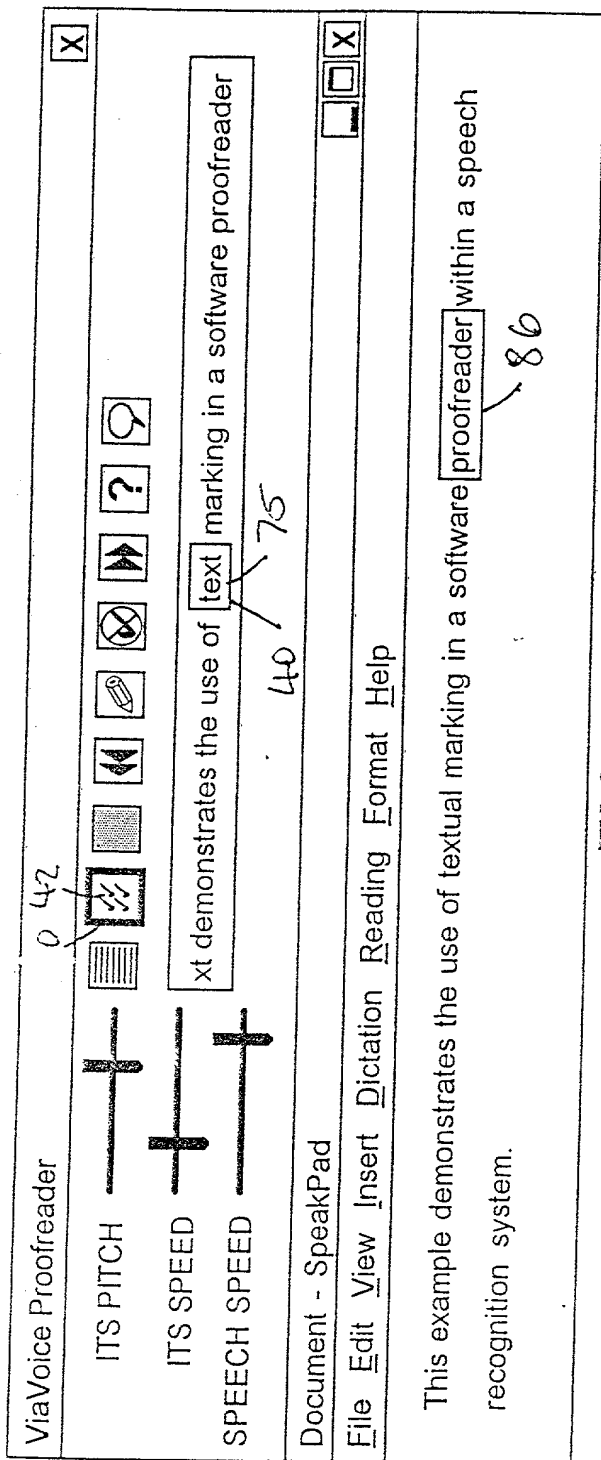 ViaVoice Proofreader X
0 42
ITS PITCH
?
ITS SPEED
SPEECH SPEED
xt demonstrates the use of text marking in a software proofreader
40 75
Document - SpeakPad X
File Edit View Insert Dictation Reading Format Help
This example demonstrates the use of textual marking in a software proofreader within a speech
86
recognition system.